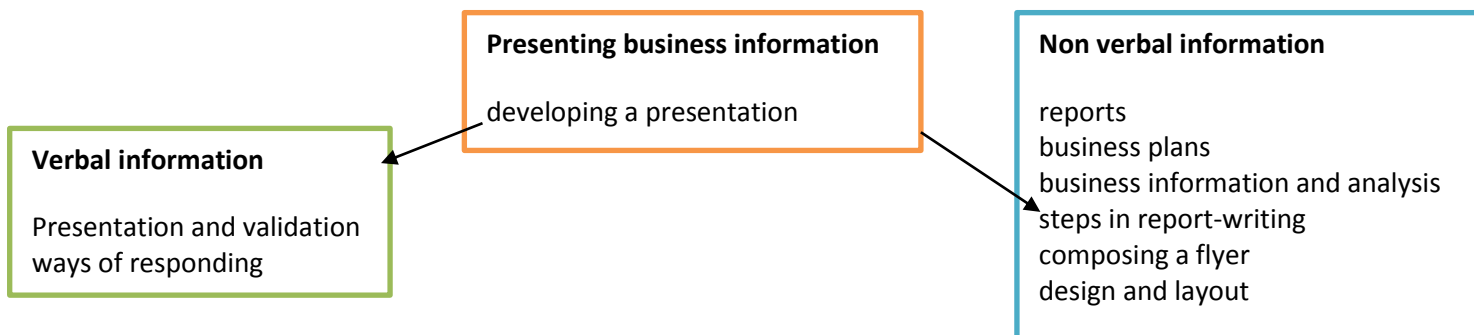 Presenting business information
developing a presentation
Verbal information
Presentation and validation
ways of responding
Non verbal information
reports
business plans
business information and analysis
steps in report-writing
composing a flyer
design and layout